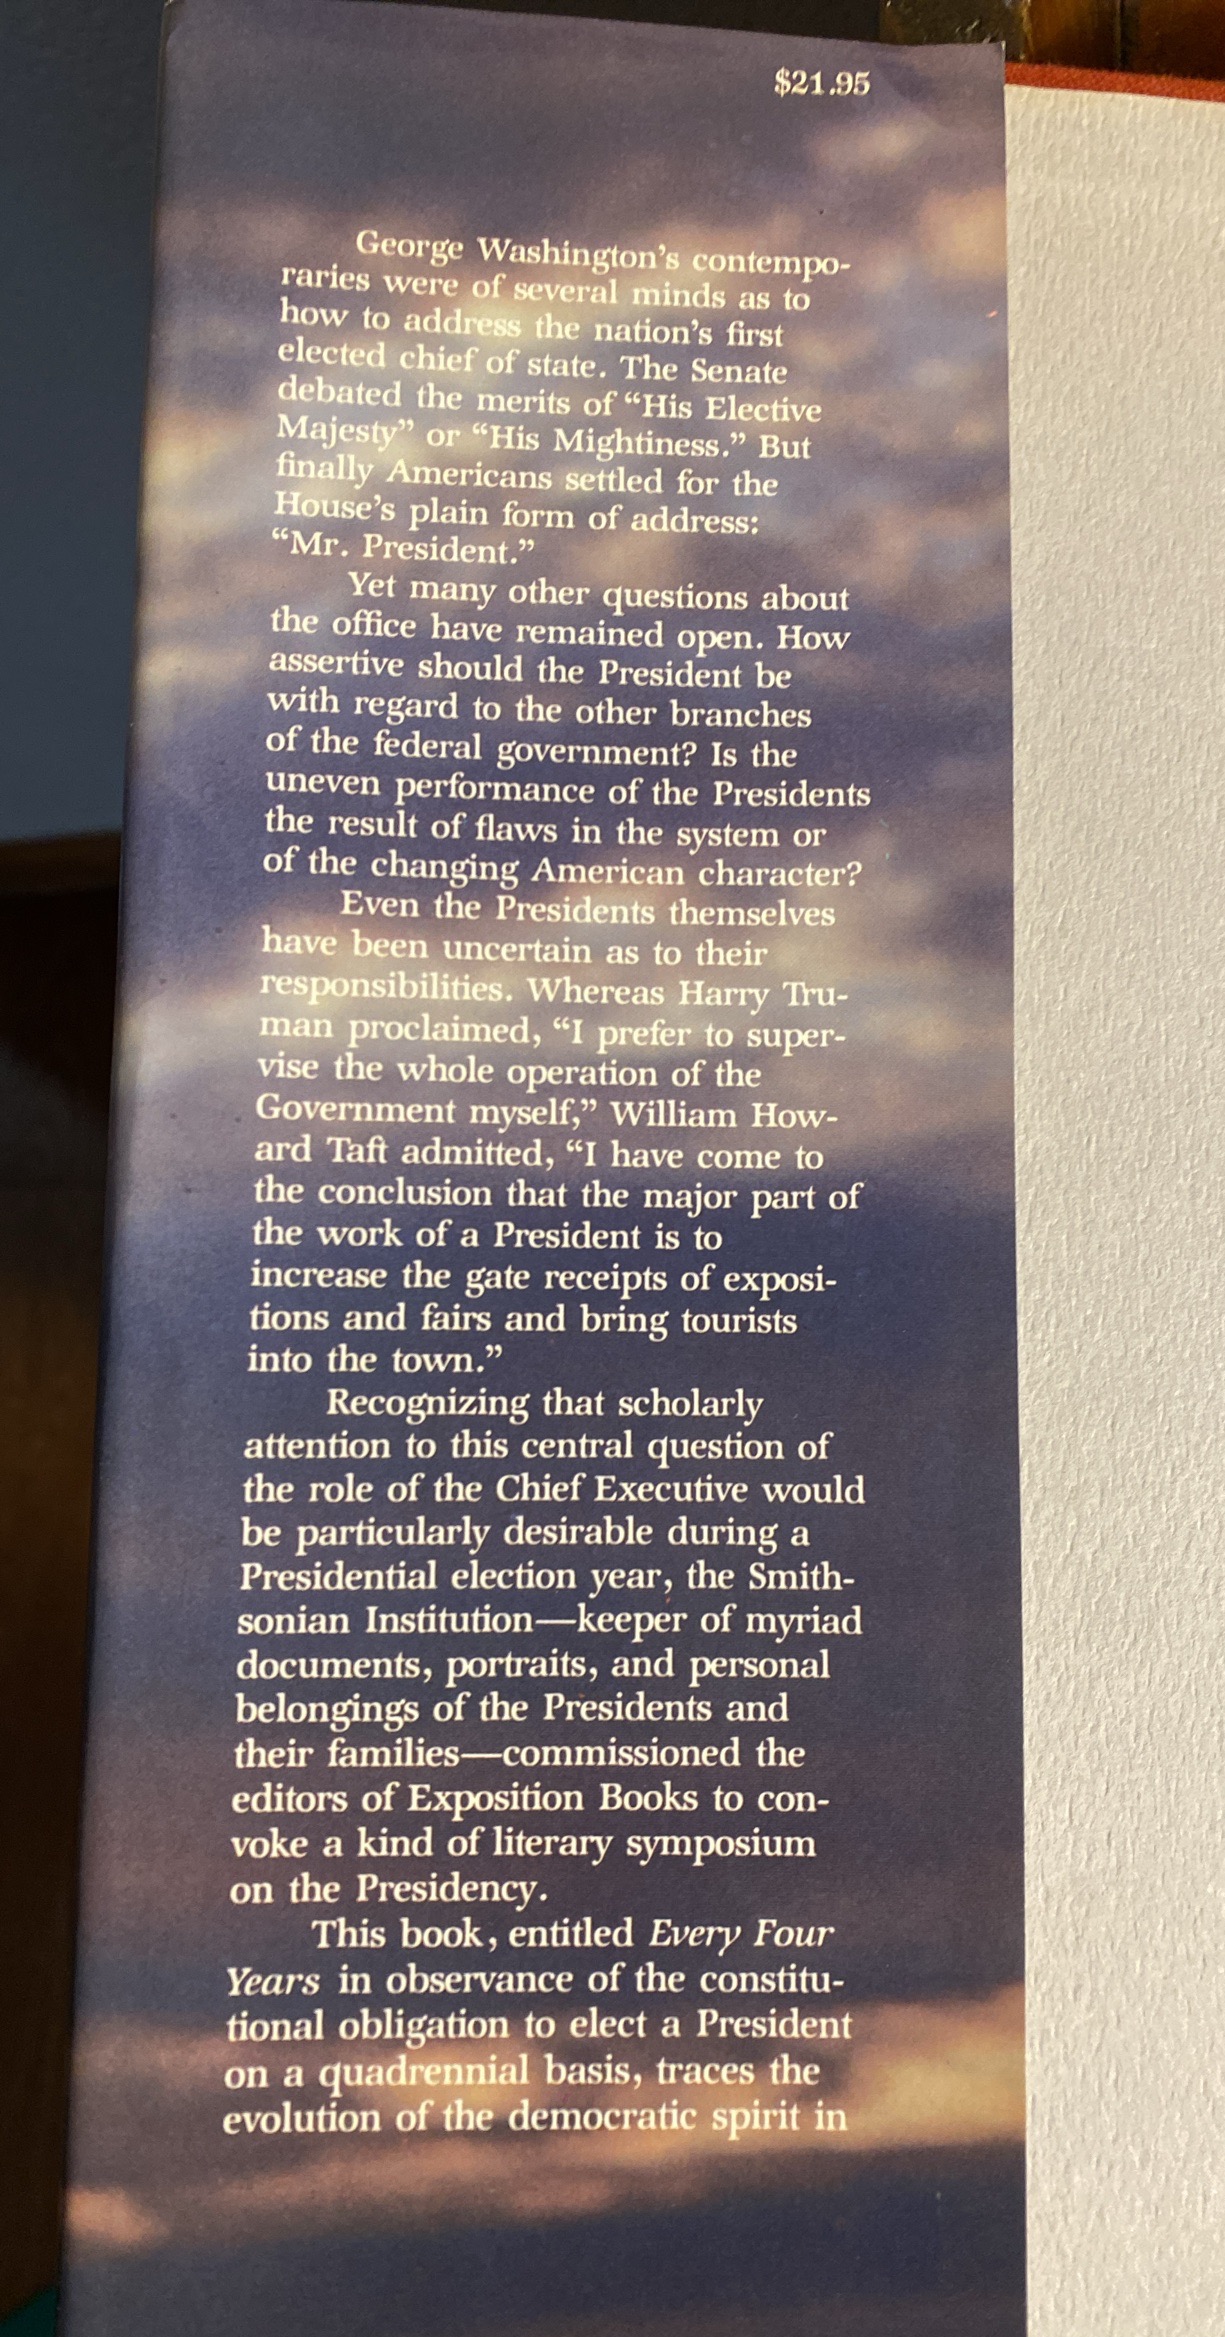 $21.95
George Washington's contempo-
raries were of several minds as to
how to address the nation's first
elected chief of state. The Senate
debated the merits of “His Elective
Majesty” or “His Mightiness.” But
finally Americans settled for the
House's plain form of address:
“Mr. President.”
Yet many other questions about
the office have remained open. How
assertive should the President be
with regard to the other branches
of the federal government? Is the
uneven performance of the Presidents
the result of flaws in the system or
of the changing American character?
Even the Presidents themselves
have been uncertain as to their
responsibilities. Whereas Harry Tru-
man proclaimed, “I prefer to super-
vise the whole operation of the
Government myself,” William How-
ard Taft admitted, “I have come to
the conclusion that the major part of
the work of a President is to
increase the gate receipts of exposi-
tions and fairs and bring tourists
into the town.”
Recognizing that scholarly
attention to this central question of
the role of the Chief Executive would
be particularly desirable during a
Presidential election year, the Smith-
sonian Institution—keeper of myriad
documents, portraits, and personal
belongings of the Presidents and
their families—commissioned the
editors of Exposition Books to con-
voke a kind of literary symposium
on the Presidency.
This book, entitled Every Four
Years in observance of the constitu-
tional obligation to elect a President
on a quadrennial basis, traces the
evolution of the democratic spirit in